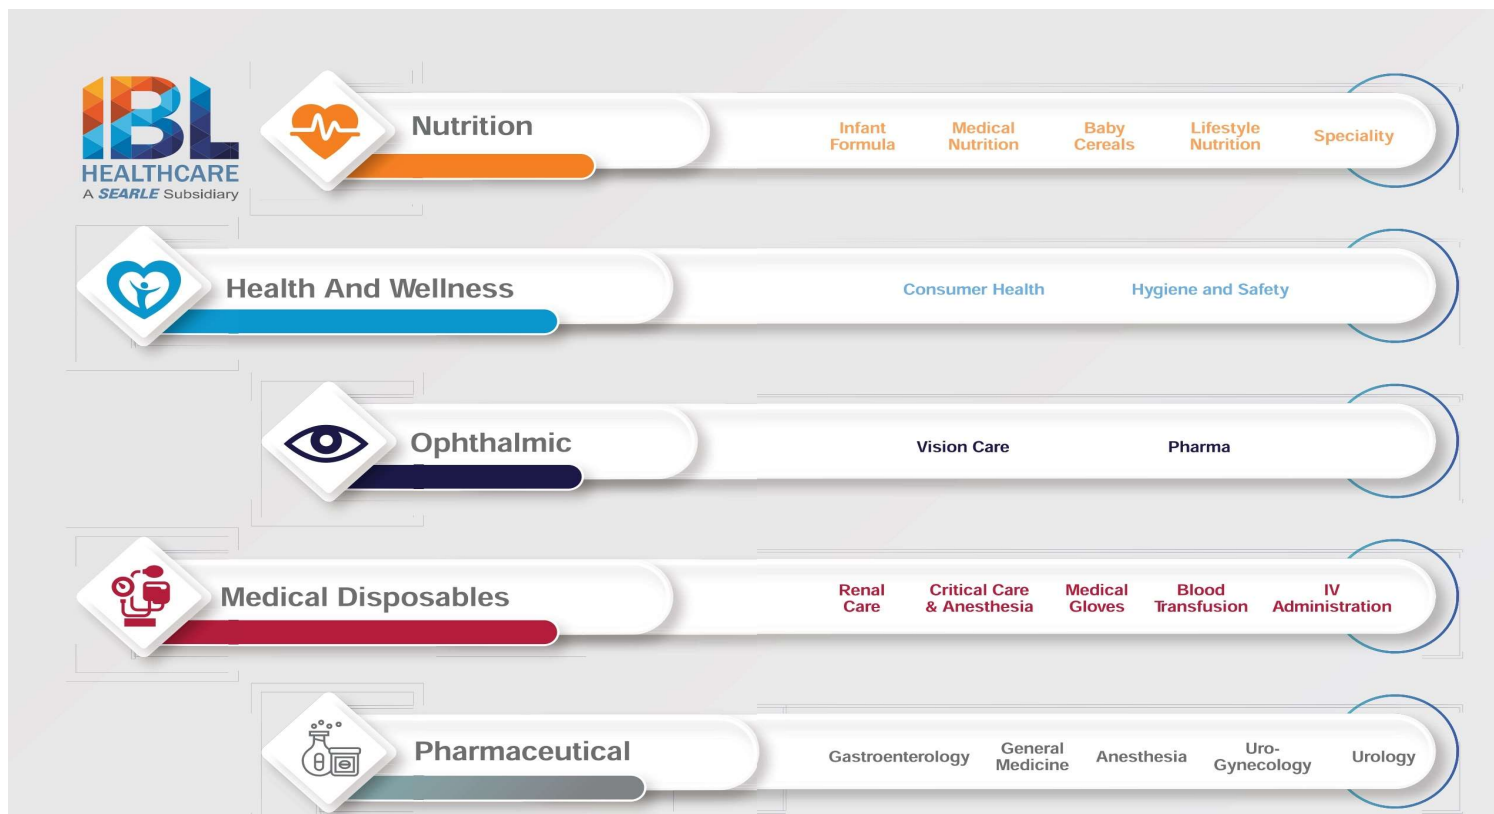 IBL
HEALTHCARE
A SEARLE Subsidiary
Nutrition
Infant
Formula
Medical
Nutrition
Baby
Cereals
Lifestyle
Nutrition
Speciality
Health And Wellness
Consumer Health
Hygiene and Safety
Ophthalmic
Vision Care
Pharma
Medical Disposables
Renal
Care
Critical Care
& Anesthesia
Medical
Gloves
Blood
Transfusion
IV
Administration
Pharmaceutical
Gastroenterology
General
Medicine
Anesthesia
Uro-
Gynecology
Urology